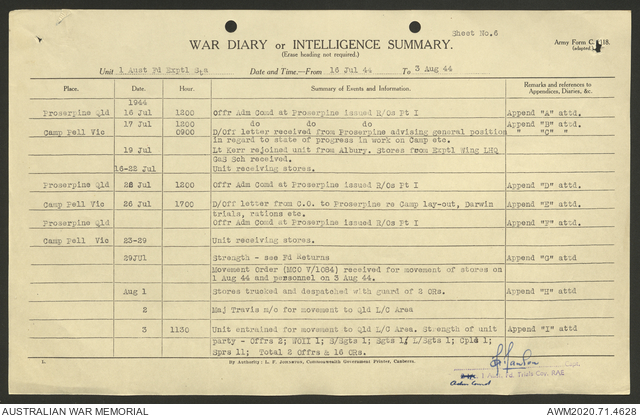 Sheet No.6
WAR DIARY or INTELLIGENCE SUMMARY.
(Erase heading not required).
Army Form C. 118.
(adapted)
Unit 1 Aust Fd Exptl Sta Date and Time:—From 16 Jul 44 To 3 Aug 44
Place. Date. Hour Summary of Events and Information. Remarks and references to Appendices, Diaries, &c.
1944
Proserpine Qld 16 Jul 1200 Offr Adm Comd at Proserpine issued R/Os Pt I Append "A" attd.
17 Jul 1200 do do do Append "B" attd.
Camp Pell Vic 0900 D/Off letter received from Proserpine advising general position " "C" "
in regard to state of progress in work on Camp etc.
19 Jul Lt Kerr rejoined unit from Albury. Stores from Exptl Wing LHQ
Gas Sch received.
16-22 Jul Unit receiving stores.
Proserpine Qld 22 Jul 1200 Offr Adm Comd at Proserpine issued R/Os Pt I Append "D" attd.
Camp Pell Vic 26 Jul 1700 D/Off letter from C.O. to Proserpine re Camp lay-out, Darwin Append "E" attd.
trials, rations etc.
Proserpine Qld Offr Adm Comd at Proserpine issued R/Os Pt I Append "F" attd.
Camp Pell Vic 23-29 Unit receiving stores.
29JUl Strength - see Fd Returns Append "G" attd
Movement Order (MCO V/1084) received for movement of stores on
1 Aug 44 and personnel on 3 Aug 44.
Aug 1 Stores trucked and despatched with guard of 3 ORs. Append "H" attd
2 Maj Travis m/c for movement to Qld L/C Area
3 1130 Unit entrained for movement to Qld L/C Area. Strength of unit Append "I" attd
party - Offrs 2; WOII 1; S/Sgts 1; Sgts 1; L/Sgts 1; Cpls 1;
Sprs 11; Total 2 Offrs & 16 ORs.
1. By Authority: L. F. Johnston, Commonwealth Government Printer, Canberra.
1 Aust Fd. Trials Coy. RAE
Adm Comd
AUSTRALIAN WAR MEMORIAL AWM2020.71.4628